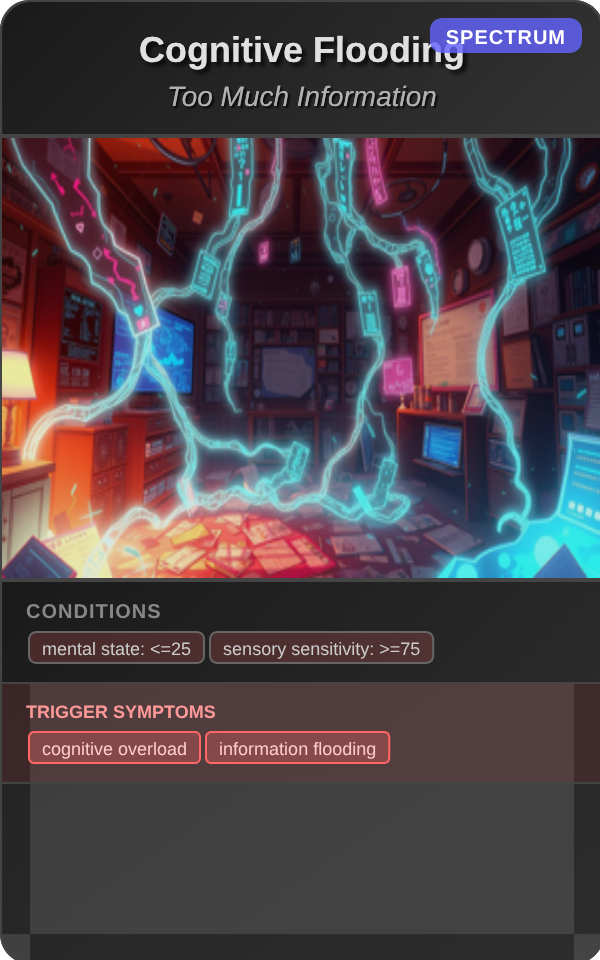 Cognitive Flooding
SPECTRUM
Too Much Information
CONDITIONS
mental state: <=25
sensory sensitivity: >=75
TRIGGER SYMPTOMS
cognitive overload
information flooding